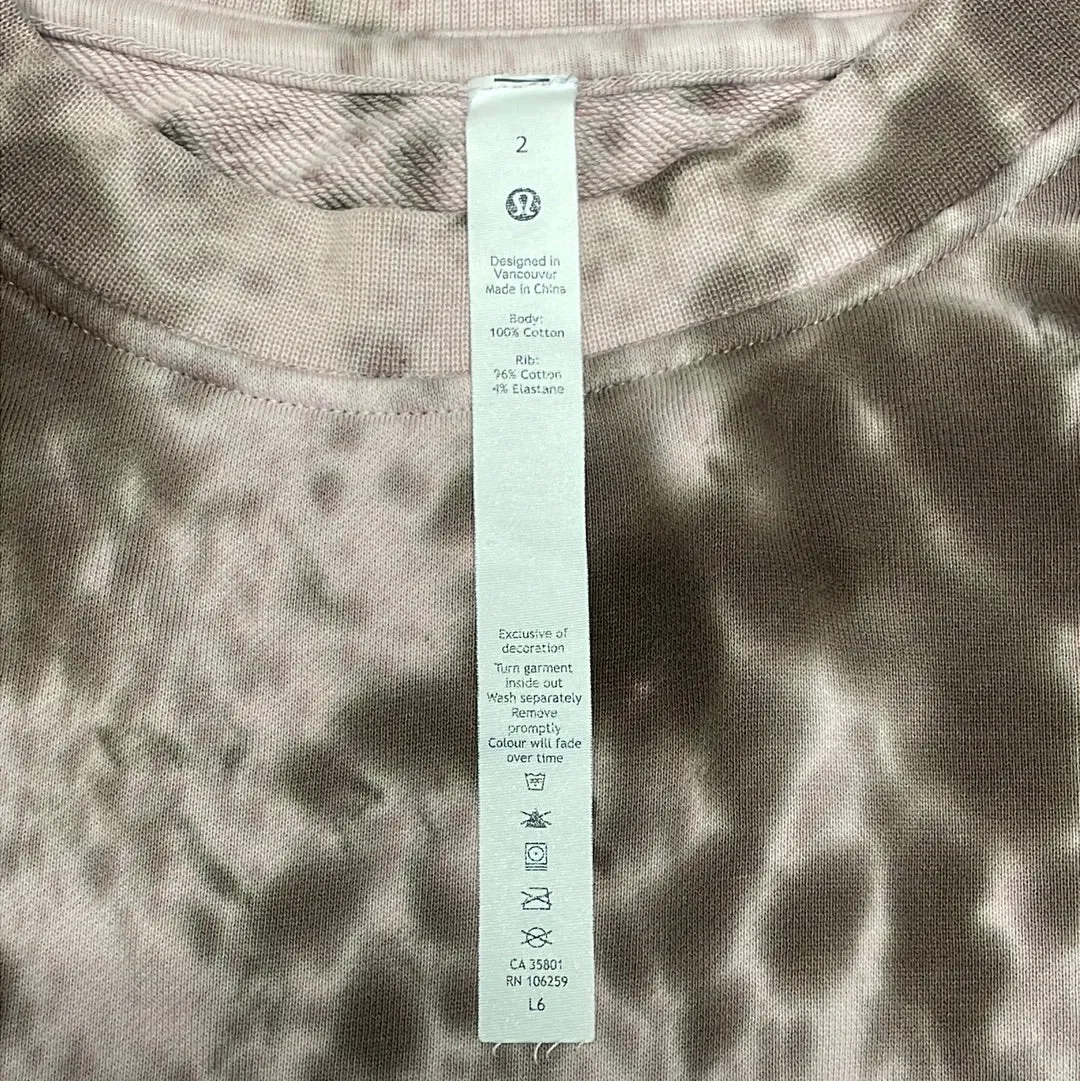 2
Designed in
Vancouver
Made in China
Body:
100% Cotton
Rib:
96% Cotton
4% Elastane
Exclusive of
decoration
Turn garment
inside out
Wash separately
Remove
promptly
Colour will fade
over time
CA 35801
RN 106259
L6